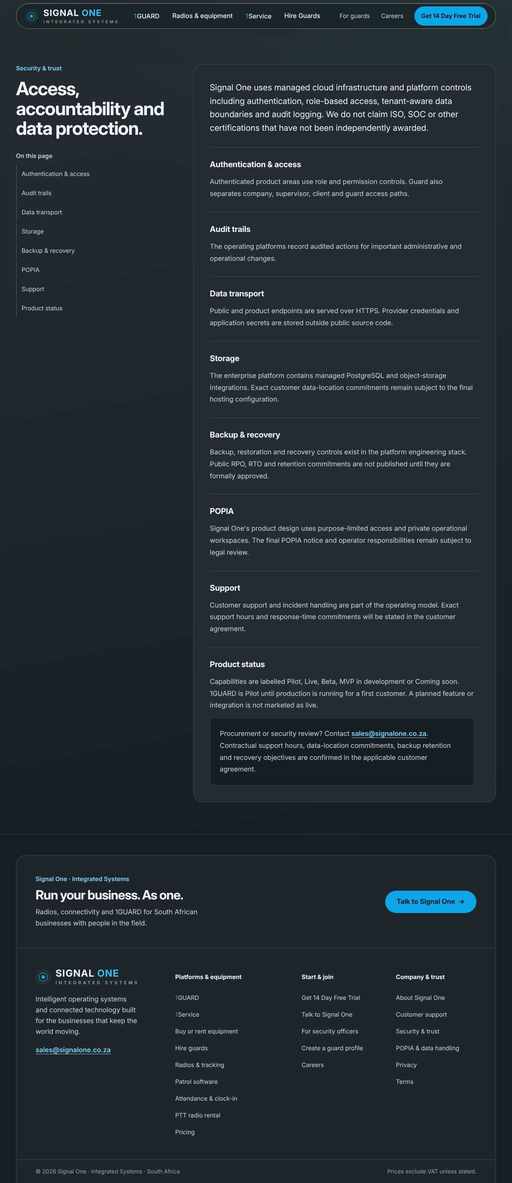 SIGNAL ONE
INTEGRATED SYSTEMS
1GUARD
Radios & equipment
1Service
Hire Guards
For guards
Careers
Get 14 Day Free Trial
Security & trust
Access,
accountability and
data protection.
On this page
Authentication & access
Audit trails
Data transport
Storage
Backup & recovery
POPIA
Support
Product status
Signal One uses managed cloud infrastructure and platform controls
including authentication, role-based access, tenant-aware data
boundaries and audit logging. We do not claim ISO, SOC or other
certifications that have not been independently awarded.
Authentication & access
Authenticated product areas use role and permission controls. Guard also
separates company, supervisor, client and guard access paths.
Audit trails
The operating platforms record audited actions for important administrative and
operational changes.
Data transport
Public and product endpoints are served over HTTPS. Provider credentials and
application secrets are stored outside public source code.
Storage
The enterprise platform contains managed PostgreSQL and object-storage
integrations. Exact customer data-location commitments remain subject to the final
hosting configuration.
Backup & recovery
Backup, restoration and recovery controls exist in the platform engineering stack.
Public RPO, RTO and retention commitments are not published until they are
formally approved.
POPIA
Signal One's product design uses purpose-limited access and private operational
workspaces. The final POPIA notice and operator responsibilities remain subject to
legal review.
Support
Customer support and incident handling are part of the operating model. Exact
support hours and response-time commitments will be stated in the customer
agreement.
Product status
Capabilities are labelled Pilot, Live, Beta, MVP in development or Coming soon.
1GUARD is Pilot until production is running for a first customer. A planned feature or
integration is not marketed as live.
Procurement or security review? Contact sales@signalone.co.za.
Contractual support hours, data-location commitments, backup retention
and recovery objectives are confirmed in the applicable customer
agreement.
Signal One · Integrated Systems
Run your business. As one.
Radios, connectivity and 1GUARD for South African
businesses with people in the field.
Talk to Signal One →
SIGNAL ONE
INTEGRATED SYSTEMS
Intelligent operating systems
and connected technology built
for the businesses that keep the
world moving.
sales@signalone.co.za
Platforms & equipment
1GUARD
1Service
Buy or rent equipment
Hire guards
Radios & tracking
Patrol software
Attendance & clock-in
PTT radio rental
Pricing
Start & join
Get 14 Day Free Trial
Talk to Signal One
For security officers
Create a guard profile
Careers
Company & trust
About Signal One
Customer support
Security & trust
POPIA & data handling
Privacy
Terms
© 2026 Signal One · Integrated Systems · South Africa
Prices exclude VAT unless stated.